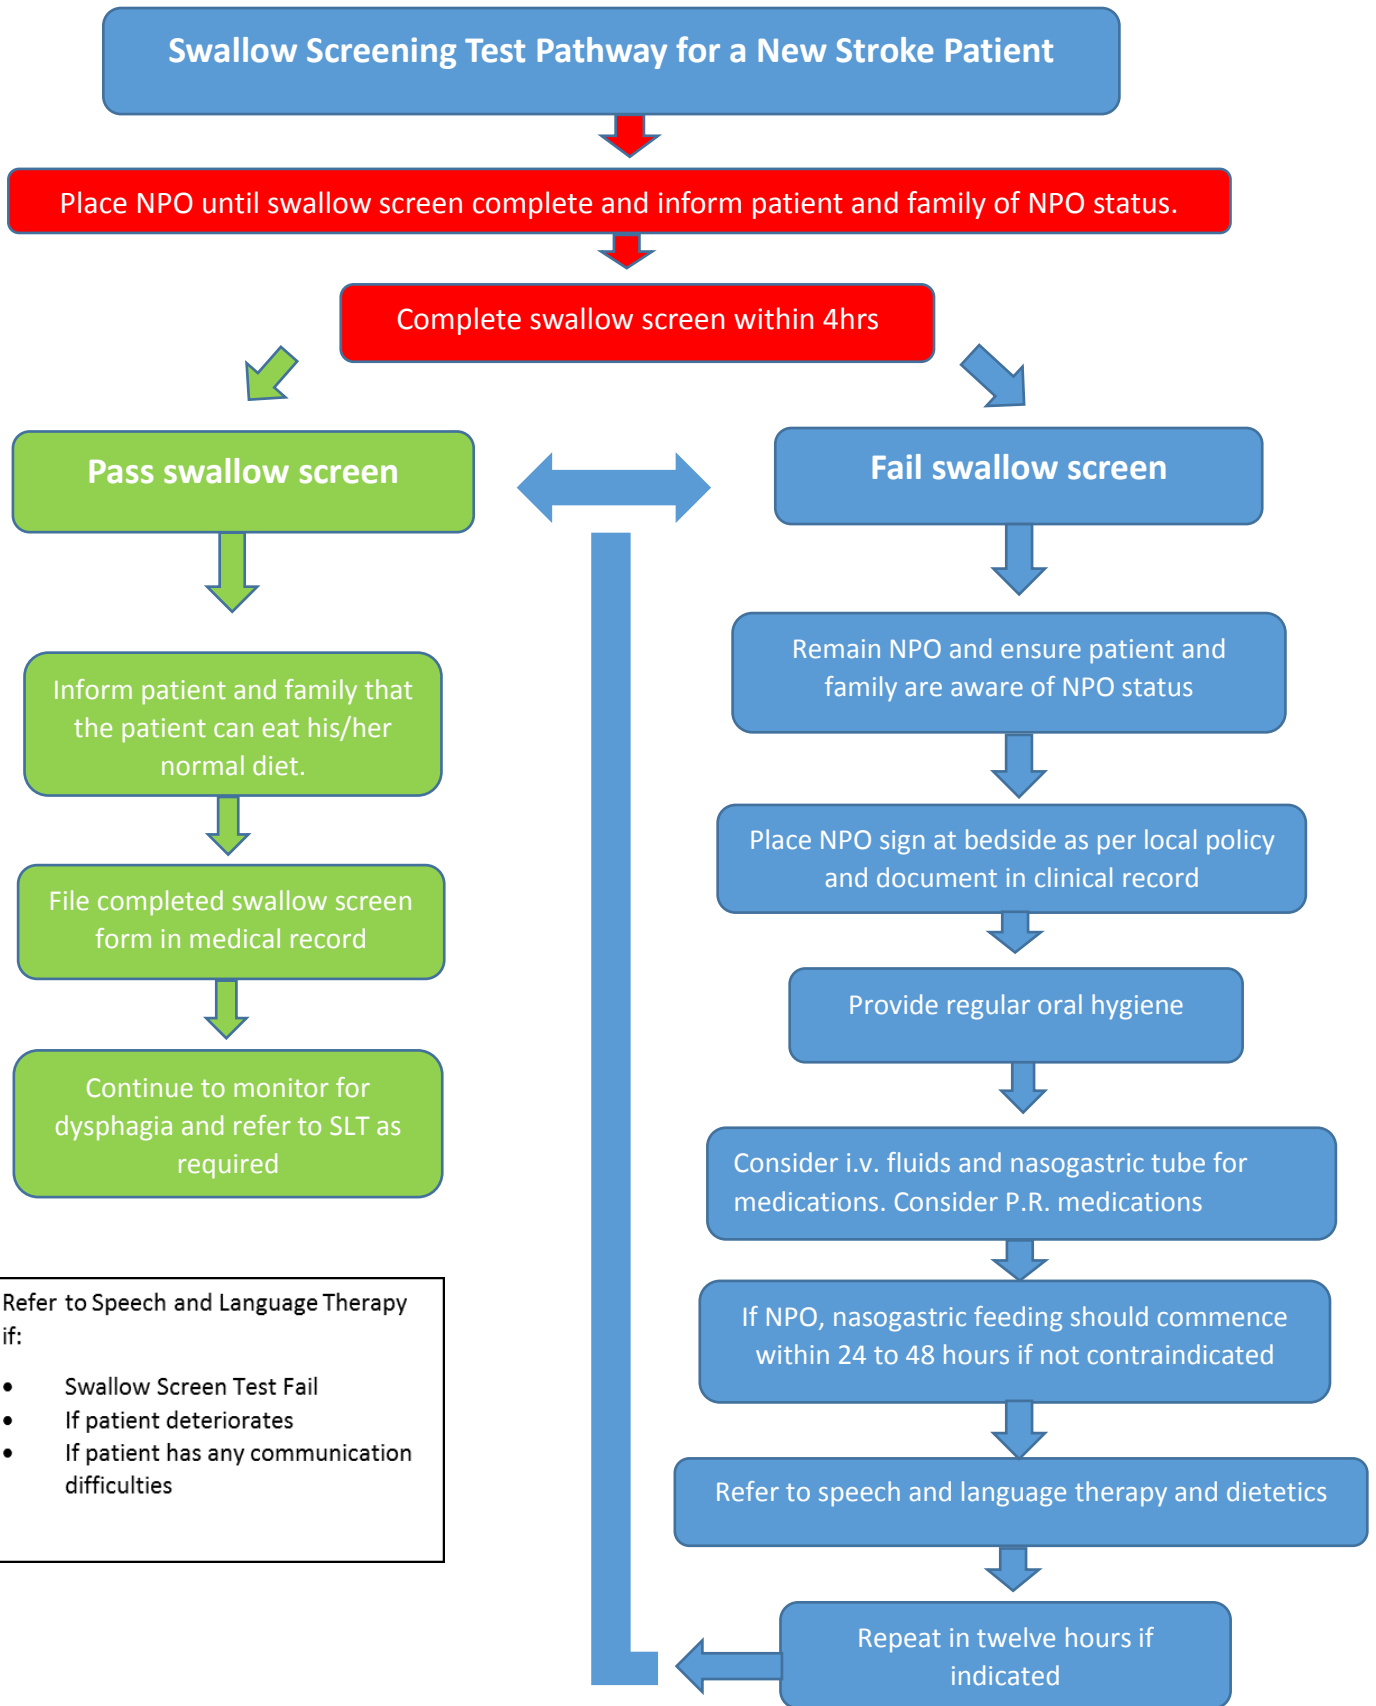 Swallow Screening Test Pathway for a New Stroke Patient
Place NPO until swallow screen complete and inform patient and family of NPO status.
Complete swallow screen within 4hrs
Pass swallow screen
Inform patient and family that
the patient can eat his/her
normal diet.
File completed swallow screen
form in medical record
Continue to monitor for
dysphagia and refer to SLT as
required
Refer to Speech and Language Therapy
if:
• Swallow Screen Test Fail
• If patient deteriorates
• If patient has any communication
difficulties
Fail swallow screen
Remain NPO and ensure patient and
family are aware of NPO status
Place NPO sign at bedside as per local policy
and document in clinical record
Provide regular oral hygiene
Consider i.v. fluids and nasogastric tube for
medications. Consider P.R. medications
If NPO, nasogastric feeding should commence
within 24 to 48 hours if not contraindicated
Refer to speech and language therapy and dietetics
Repeat in twelve hours if
indicated